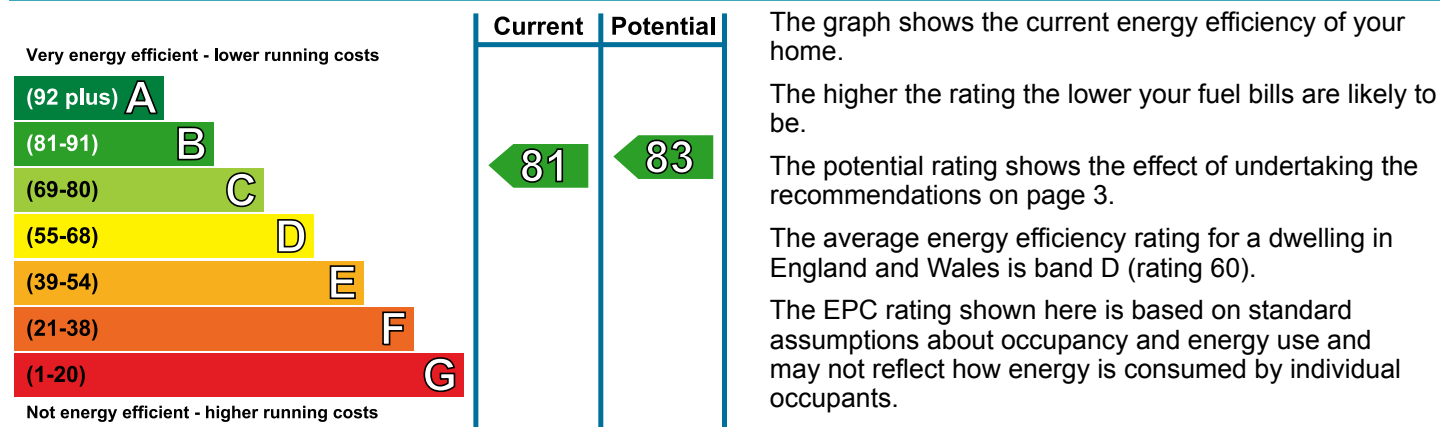 Current Potential
Very energy efficient - lower running costs
(92 plus) A
(81-91) B
(69-80) C
(55-68) D
(39-54) E
(21-38) F
(1-20) G
Not energy efficient - higher running costs
81
83
The graph shows the current energy efficiency of your
home.
The higher the rating the lower your fuel bills are likely to
be.
The potential rating shows the effect of undertaking the
recommendations on page 3.
The average energy efficiency rating for a dwelling in
England and Wales is band D (rating 60).
The EPC rating shown here is based on standard
assumptions about occupancy and energy use and
may not reflect how energy is consumed by individual
occupants.